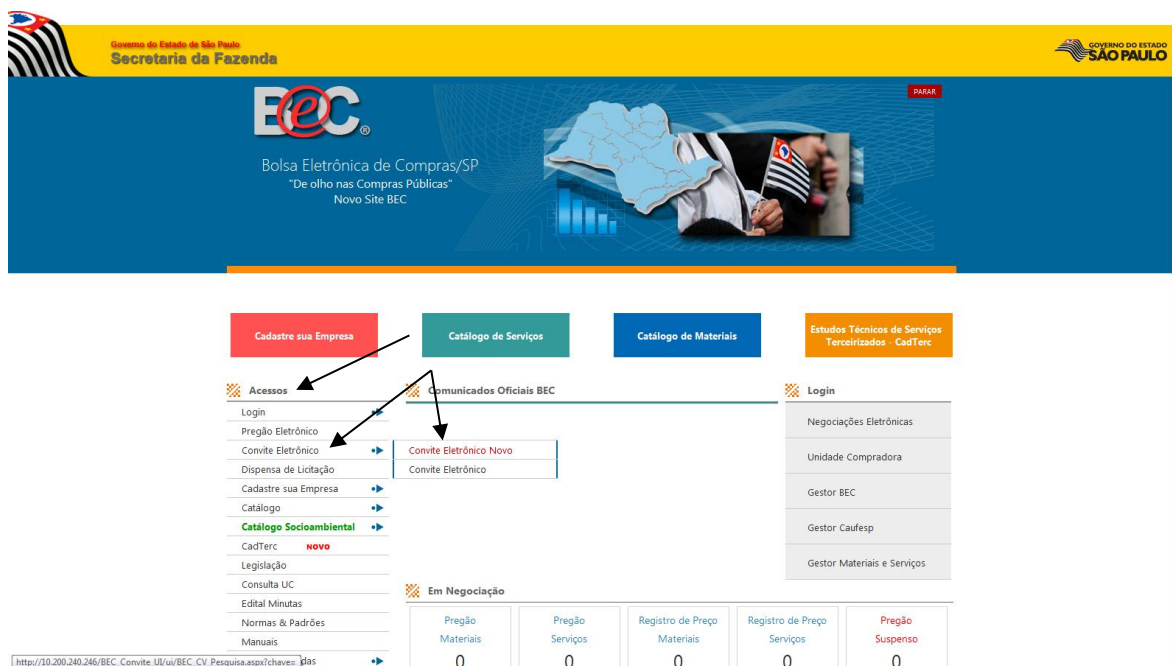 Governo do Estado de São Paulo
Secretaria da Fazenda
GOVERNO DO ESTADO
SÃO PAULO
PARAR
BeC®
Bolsa Eletrônica de Compras/SP
"De olho nas Compras Públicas"
Novo Site BEC
Cadastre sua Empresa
Catálogo de Serviços
Catálogo de Materiais
Estudos Técnicos de Serviços
Terceirizados - CadTerc
Acessos
Login
Pregão Eletrônico
Convite Eletrônico
Dispensa de Licitação
Cadastre sua Empresa
Catálogo
Catálogo Socioambiental
CadTerc NOVO
Legislação
Consulta UC
Edital Minutas
Normas & Padrões
Manuais
das
Comunicados Oficiais BEC
Convite Eletrônico Novo
Convite Eletrônico
Login
Negociações Eletrônicas
Unidade Compradora
Gestor BEC
Gestor Caufesp
Gestor Materiais e Serviços
Em Negociação
Pregão
Materiais
0
Pregão
Serviços
0
Registro de Preço
Materiais
0
Registro de Preço
Serviços
0
Pregão
Suspenso
0
http://10.200.240.246/BEC_Convite_UI/ui/BEC_CV_Pesquisa.aspx?chave=